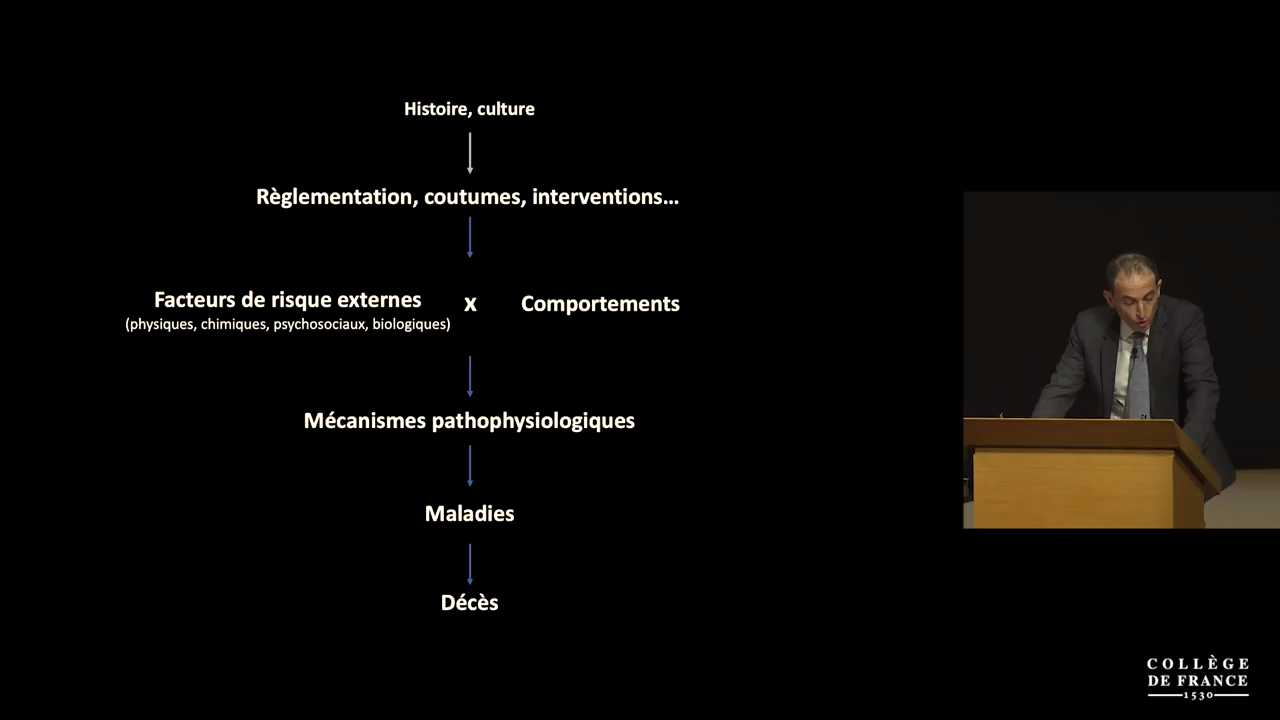 Histoire, culture
Règlementation, coutumes, interventions...
Facteurs de risque externes x Comportements
(physiques, chimiques, psychosociaux, biologiques)
Mécanismes pathophysiologiques
Maladies
Décès
COLLÈGE
DE FRANCE
1530